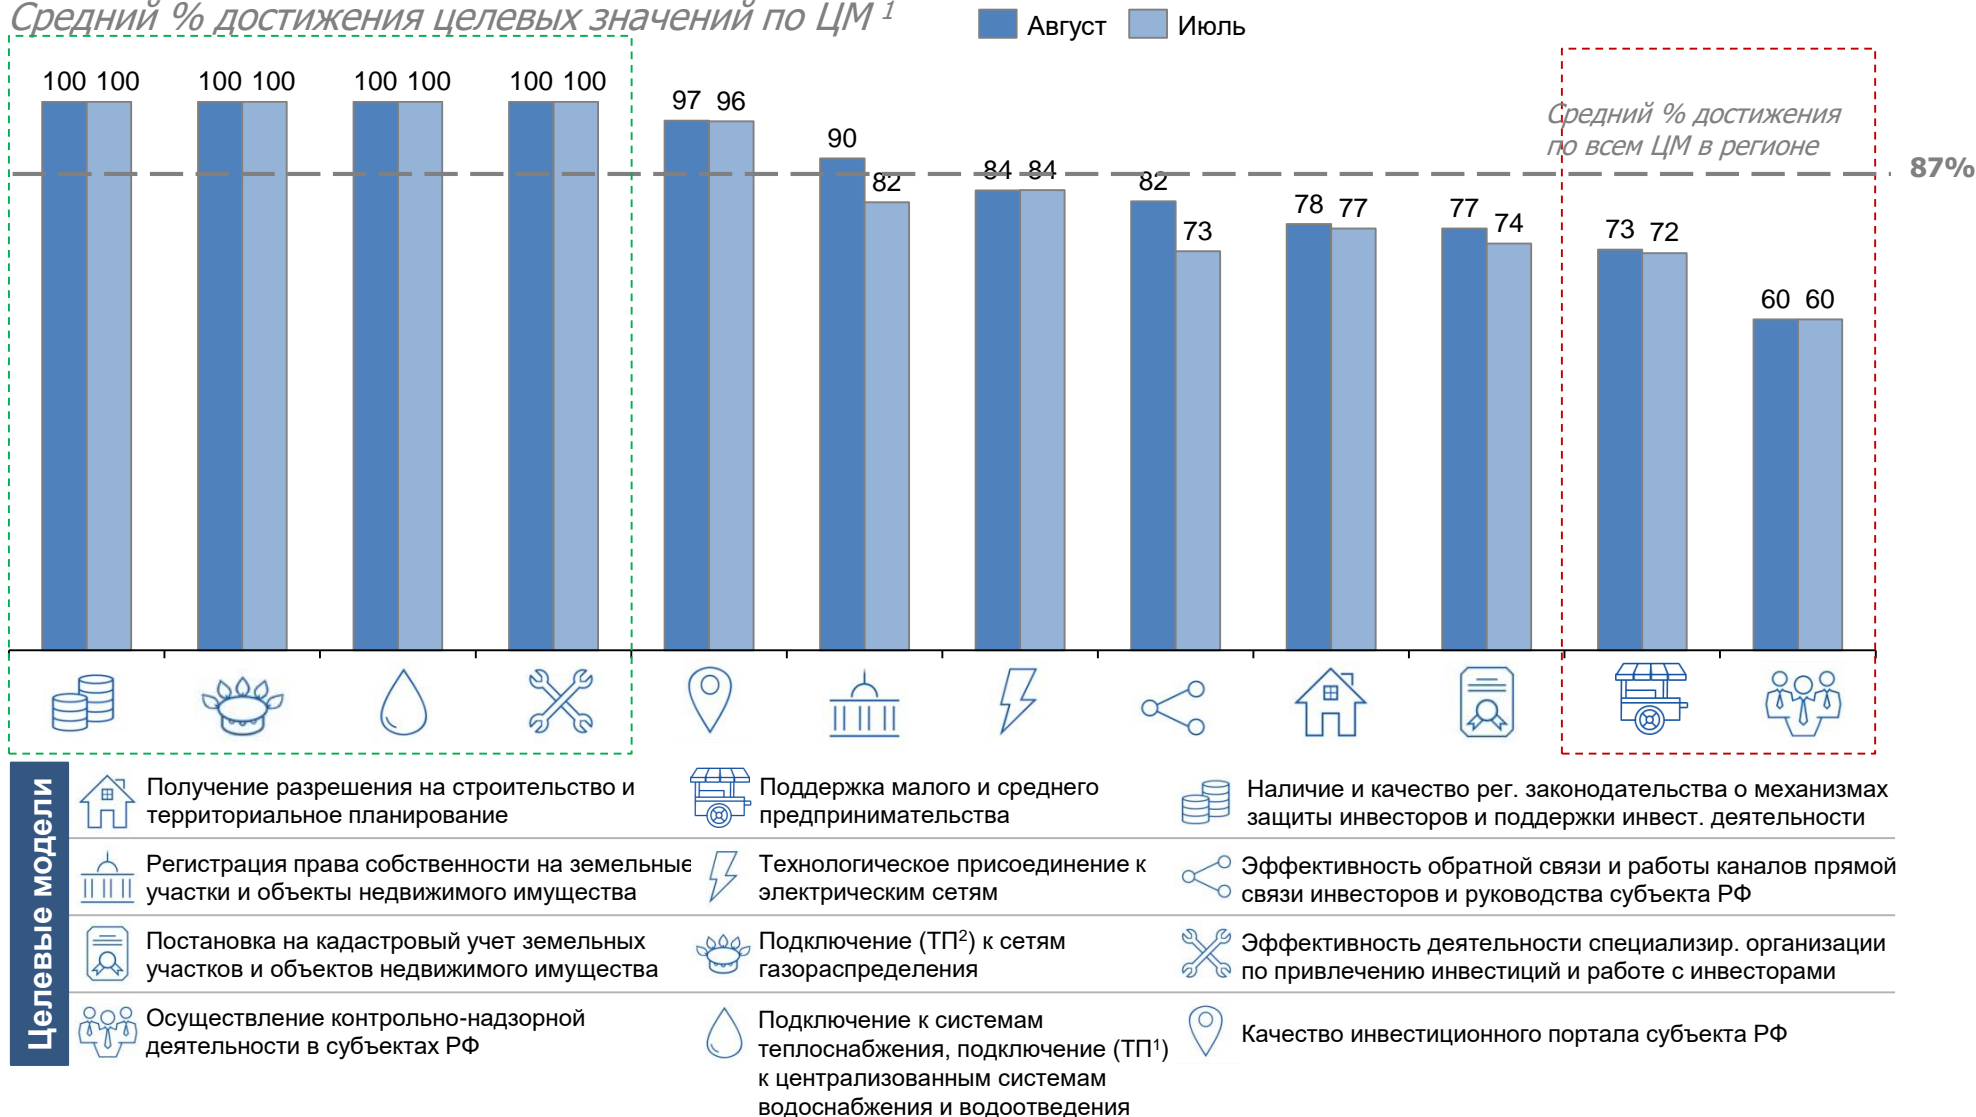 Средний % достижения целевых значений по ЦМ 1
Август Июль
100 100 100 100 100 100 100 100 97 96 90 82 84 84 82 73 78 77 77 74 73 72 60 60
Средний % достижения
по всем ЦМ в регионе
87%
Целевые модели
Получение разрешения на строительство и
территориальное планирование
Поддержка малого и среднего
предпринимательства
Наличие и качество рег. законодательства о механизмах
защиты инвесторов и поддержки инвест. деятельности
Регистрация права собственности на земельные
участки и объекты недвижимого имущества
Технологическое присоединение к
электрическим сетям
Эффективность обратной связи и работы каналов прямой
связи инвесторов и руководства субъекта РФ
Постановка на кадастровый учет земельных
участков и объектов недвижимого имущества
Подключение (ТП2) к сетям
газораспределения
Эффективность деятельности специализир. организации
по привлечению инвестиций и работе с инвесторами
Осуществление контрольно-надзорной
деятельности в субъектах РФ
Подключение к системам
теплоснабжения, подключение (ТП1)
к централизованным системам
водоснабжения и водоотведения
Качество инвестиционного портала субъекта РФ